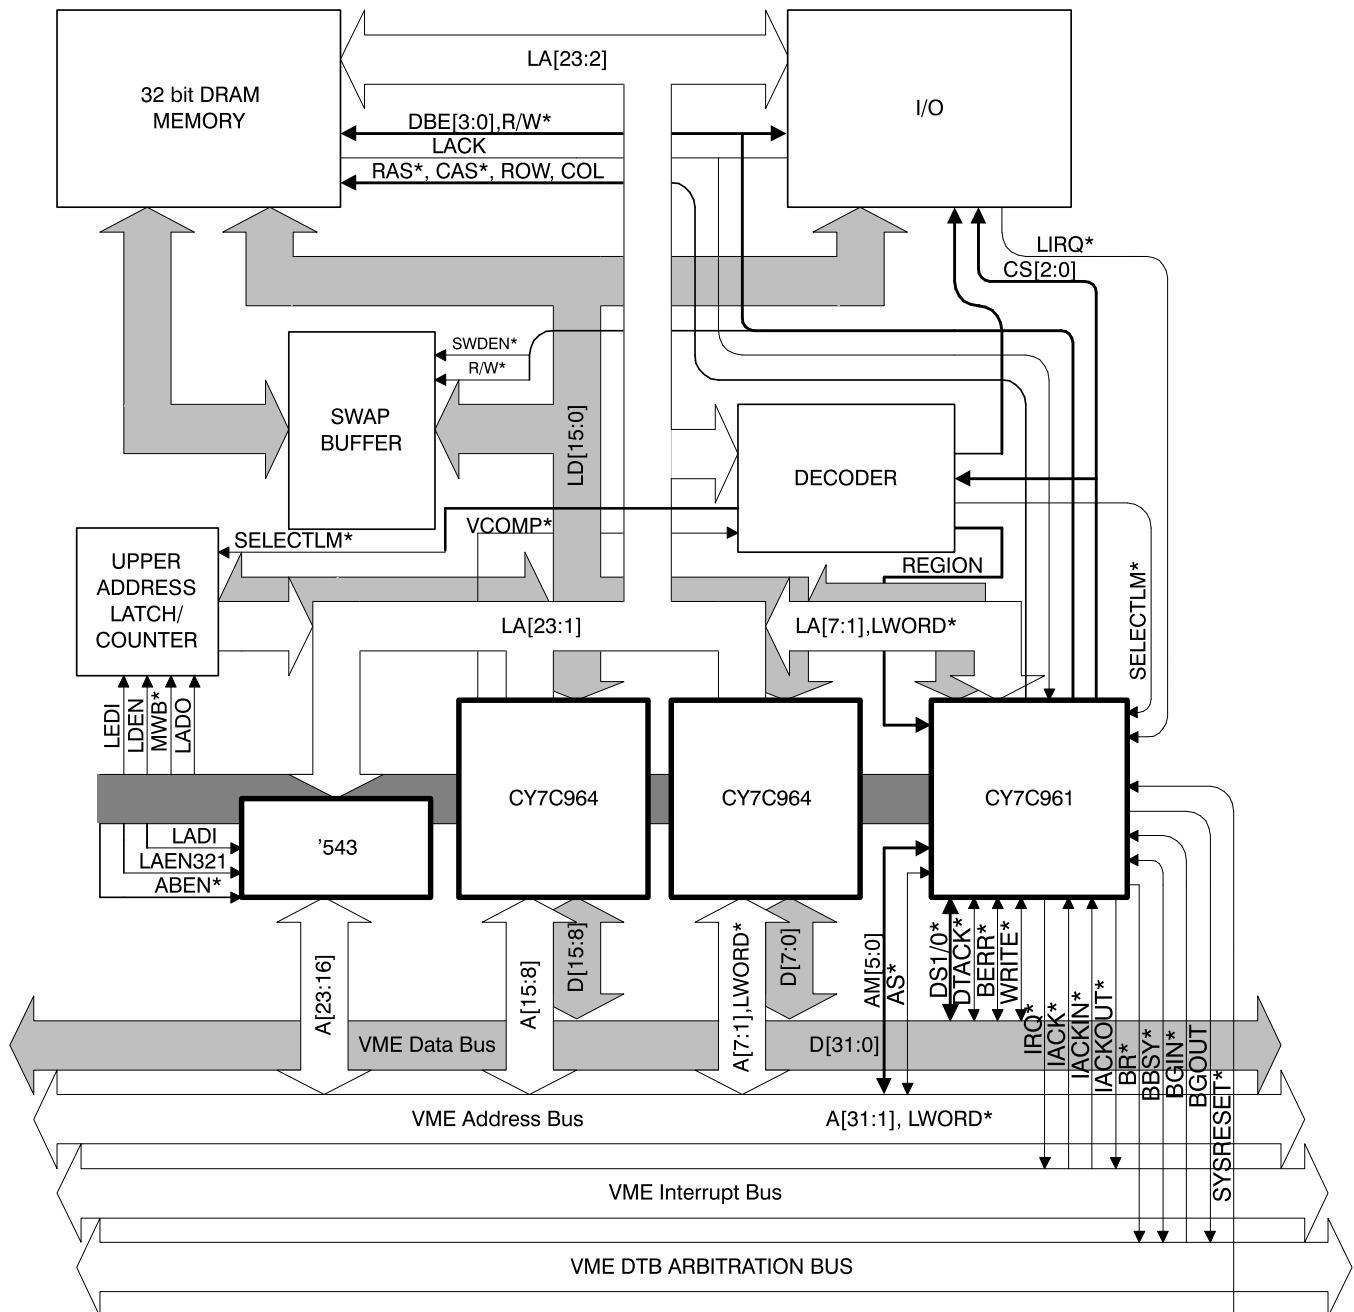 LA[23:2]
32 bit DRAM
MEMORY
I/O
DBE[3:0],R/W*
LACK
RAS*, CAS*, ROW, COL
LIRQ*
CS[2:0]
SWDEN*
R/W*
SWAP
BUFFER
LD[15:0]
DECODER
VCOMP*
SELECTLM*
REGION
SELECTLM*
UPPER
ADDRESS
LATCH/
COUNTER
LA[23:1]
LA[7:1],LWORD*
LEDI
LDEN
MWB*
LADO
CY7C964
CY7C964
CY7C961
'543
LADI
LAEN321
ABEN*
A[23:16]
A[15:8]
D[15:8]
A[7:1],LWORD*
D[7:0]
AM[5:0]
AS*
DS1/0*
DTACK*
BERR*
WRITE*
IRQ*
IACK*
IACKIN*
IACKOUT*
BR*
BBSY*
BGIN*
BGOUT
SYSRESET*
VME Data Bus
D[31:0]
VME Address Bus
A[31:1], LWORD*
VME Interrupt Bus
VME DTB ARBITRATION BUS